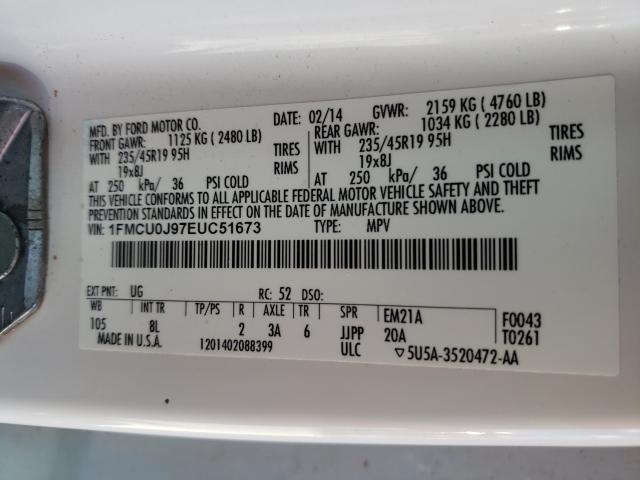 MFD. BY FORD MOTOR CO.
DATE: 02/14 GVWR: 2159 KG ( 4760 LB)
FRONT GAWR: 1125 KG ( 2480 LB)
REAR GAWR: 1034 KG ( 2280 LB)
WITH 235/45R19 95H TIRES
WITH 235/45R19 95H TIRES
19x8J RIMS
19x8J RIMS
AT 250 kPa/ 36 PSI COLD
AT 250 kPa/ 36 PSI COLD
THIS VEHICLE CONFORMS TO ALL APPLICABLE FEDERAL MOTOR VEHICLE SAFETY AND THEFT
PREVENTION STANDARDS IN EFFECT ON THE DATE OF MANUFACTURE SHOWN ABOVE.
VIN: 1FMCU0J97EUC51673 TYPE: MPV
EXT PNT: UG RC: 52 DSO:
WB INT TR TP/PS R AXLE TR SPR EM21A F0043
105 8L 2 3A 6 JJPP 20A T0261
MADE IN U.S.A. 1201402088399 ULC ▽5U5A-3520472-AA